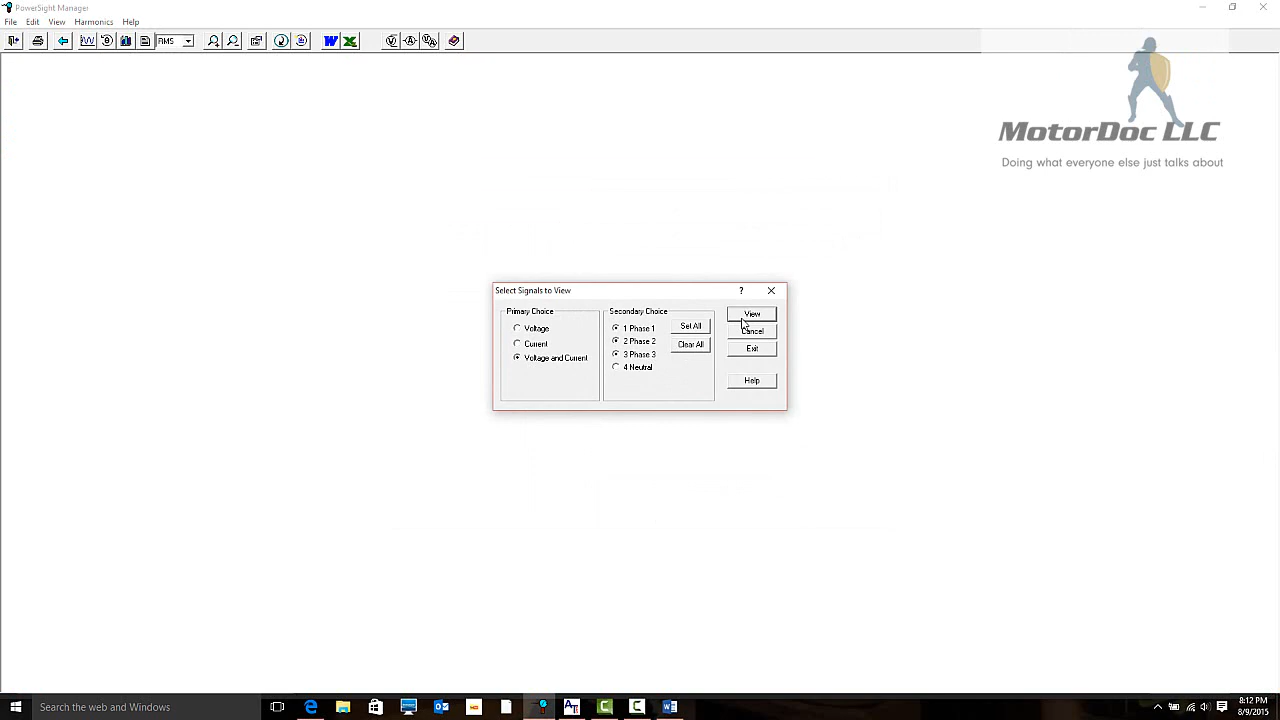 PowerSight Manager
File Edit View Harmonics Help
RMS
MotorDoc LLC
Doing what everyone else just talks about
Select Signals to View
Primary Choice
Voltage
Current
Voltage and Current
Secondary Choice
1 Phase 1
2 Phase 2
3 Phase 3
4 Neutral
Set All
Clear All
View
Cancel
Exit
Help
Search the web and Windows
8:12 PM
8/9/2015